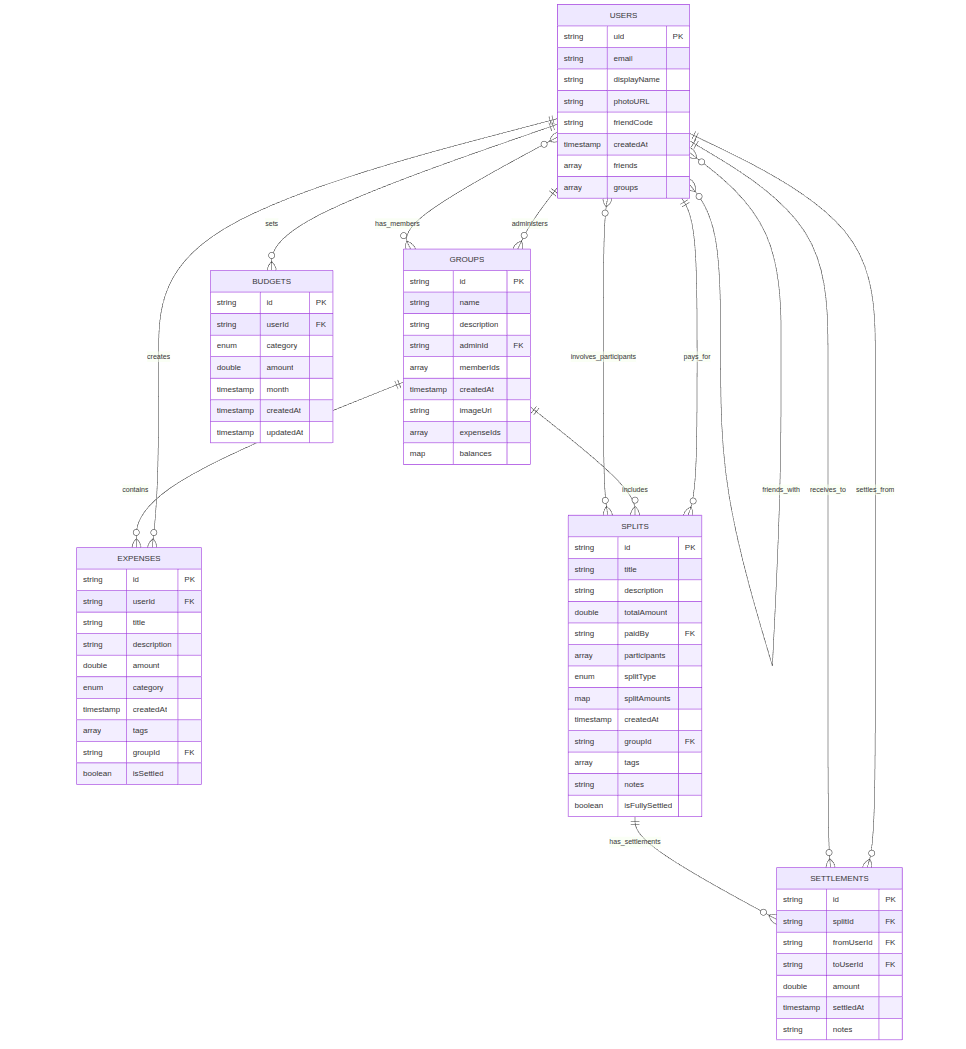 USERS
string uid PK
string email
string displayName
string photoURL
string friendCode
timestamp createdAt
array friends
array groups
sets
has_members
administers
GROUPS
string id PK
string name
string description
string adminId FK
array memberIds
timestamp createdAt
string imageUrl
array expenseIds
map balances
BUDGETS
string id PK
string userId FK
enum category
double amount
timestamp month
timestamp createdAt
timestamp updatedAt
creates
involves_participants
pays_for
contains
includes
friends_with
receives_to
settles_from
EXPENSES
string id PK
string userId FK
string title
string description
double amount
enum category
timestamp createdAt
array tags
string groupId FK
boolean isSettled
SPLITS
string id PK
string title
string description
double totalAmount
string paidBy FK
array participants
enum splitType
map splitAmounts
timestamp createdAt
string groupId FK
array tags
string notes
boolean isFullySettled
has_settlements
SETTLEMENTS
string id PK
string splitId FK
string fromUserId FK
string toUserId FK
double amount
timestamp settledAt
string notes